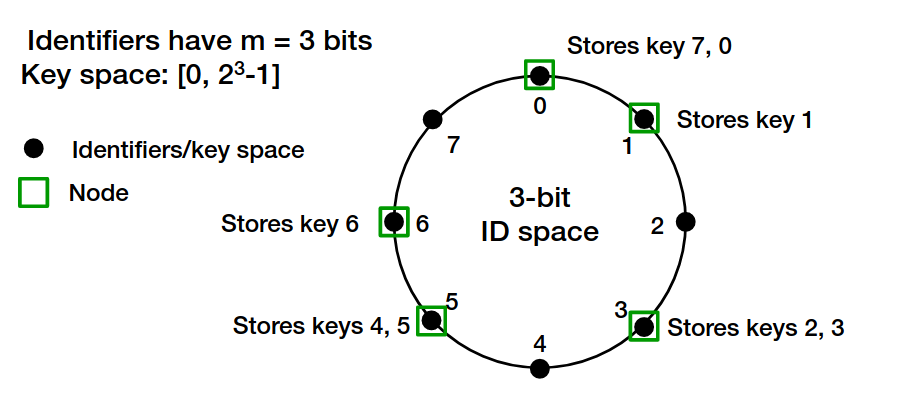 Identifiers have m = 3 bits
Key space: [0, 2³-1]
Identifiers/key space
Node
Stores key 7, 0
0
Stores key 1
1
7
3-bit
ID space
2
Stores key 6
6
5
Stores keys 4, 5
3
Stores keys 2, 3
4